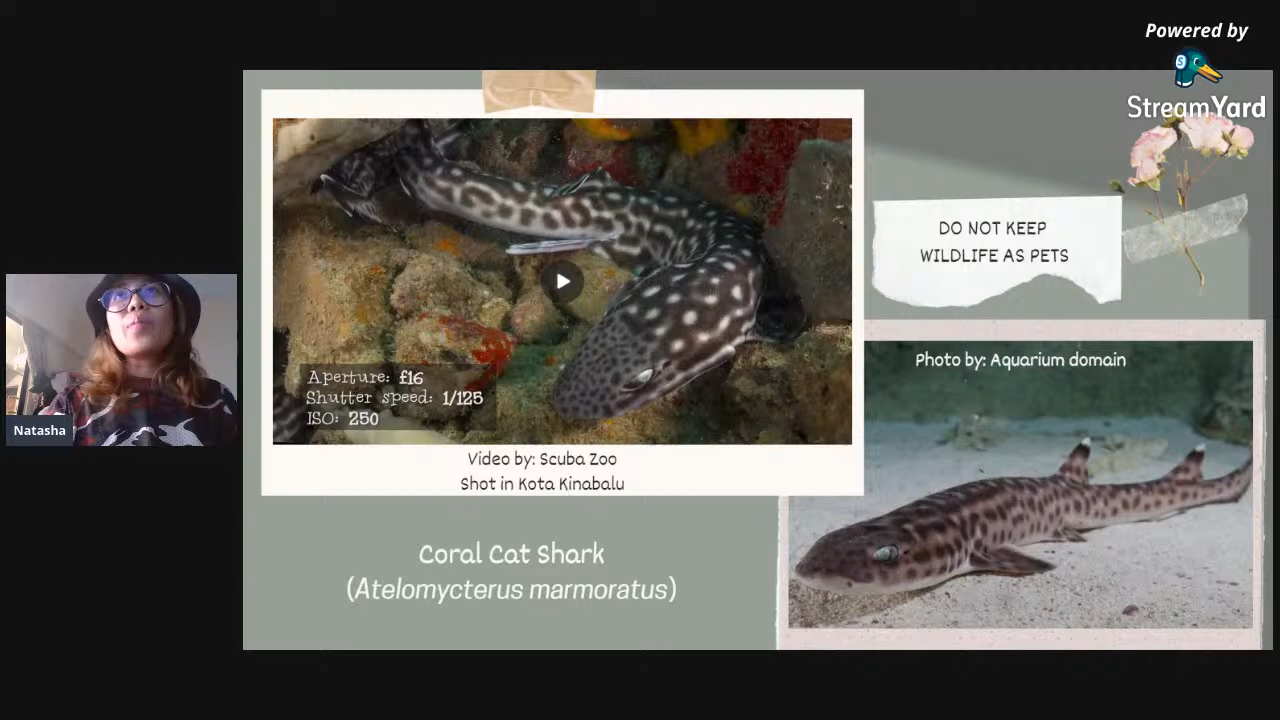 Powered by
StreamYard
DO NOT KEEP
WILDLIFE AS PETS
Aperture: f16
Shutter speed: 1/125
ISO: 250
Video by: Scuba Zoo
Shot in Kota Kinabalu
Photo by: Aquarium domain
Natasha
Coral Cat Shark
(Atelomycterus marmoratus)